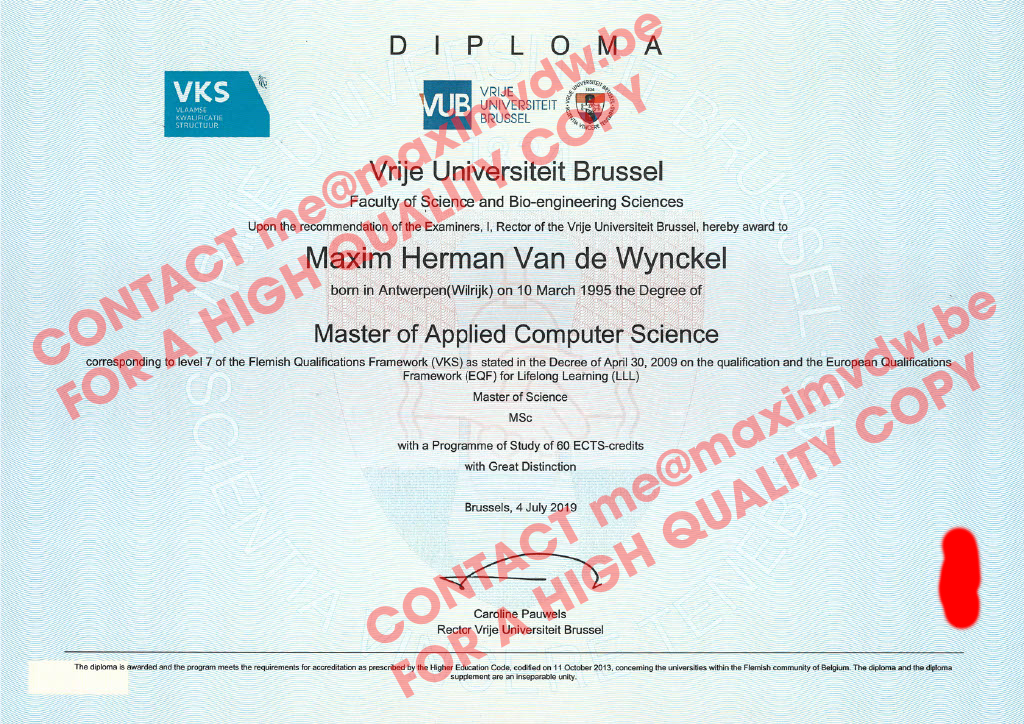 D I P L O M A
VKS
VLAAMSE
KWALIFICATIE
STRUCTUUR
VUB
VRIJE
UNIVERSITEIT
BRUSSEL
Vrije Universiteit Brussel
Faculty of Science and Bio-engineering Sciences
Upon the recommendation of the Examiners, I, Rector of the Vrije Universiteit Brussel, hereby award to
Maxim Herman Van de Wynckel
born in Antwerpen(Wilrijk) on 10 March 1995 the Degree of
Master of Applied Computer Science
corresponding to level 7 of the Flemish Qualifications Framework (VKS) as stated in the Decree of April 30, 2009 on the qualification and the European Qualifications
Framework (EQF) for Lifelong Learning (LLL)
Master of Science
MSc
with a Programme of Study of 60 ECTS-credits
with Great Distinction
Brussels, 4 July 2019
Caroline Pauwels
Rector Vrije Universiteit Brussel
The diploma is awarded and the program meets the requirements for accreditation as prescribed by the Higher Education Code, codified on 11 October 2013, concerning the universities within the Flemish community of Belgium. The diploma and the diploma
supplement are an inseparable unity.
CONTACT me@maximvdw.be
FOR A HIGH QUALITY COPY
CONTACT me@maximvdw.be
FOR A HIGH QUALITY COPY